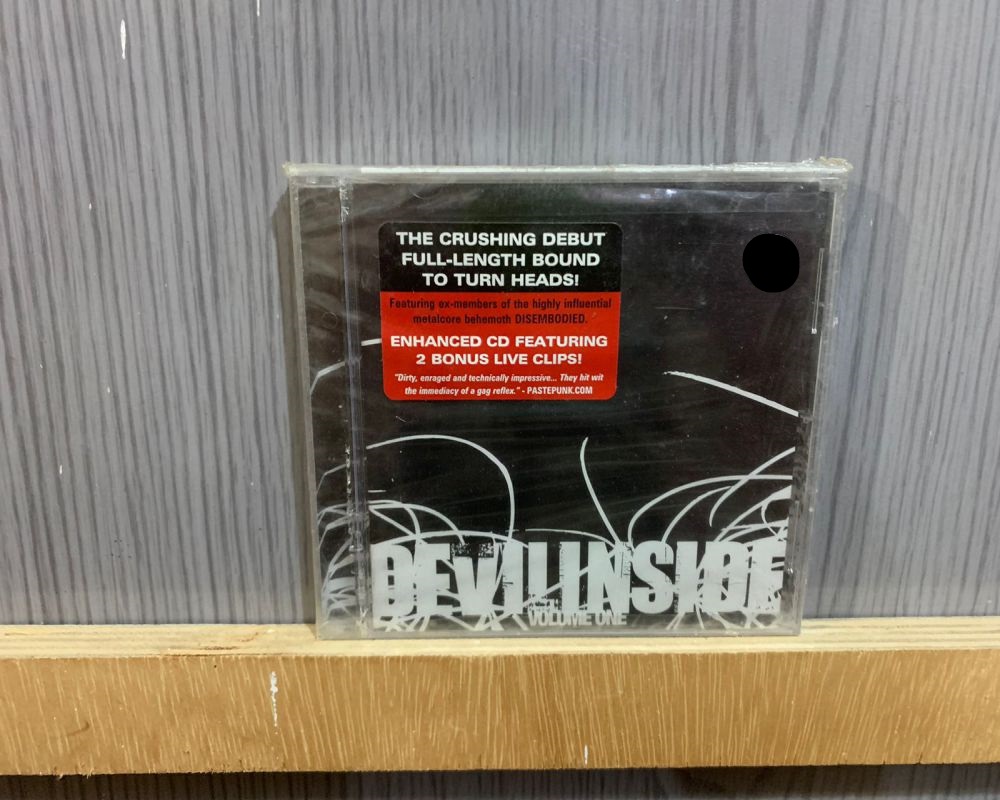 THE CRUSHING DEBUT
FULL-LENGTH BOUND
TO TURN HEADS!
Featuring ex-members of the highly influential
metalcore behemoth DISEMBODIED.
ENHANCED CD FEATURING
2 BONUS LIVE CLIPS!
"Dirty, enraged and technically impressive... They hit wit
the immediacy of a gag reflex." - PASTEPUNK.COM
DEVILINSIDE
VOLUME ONE